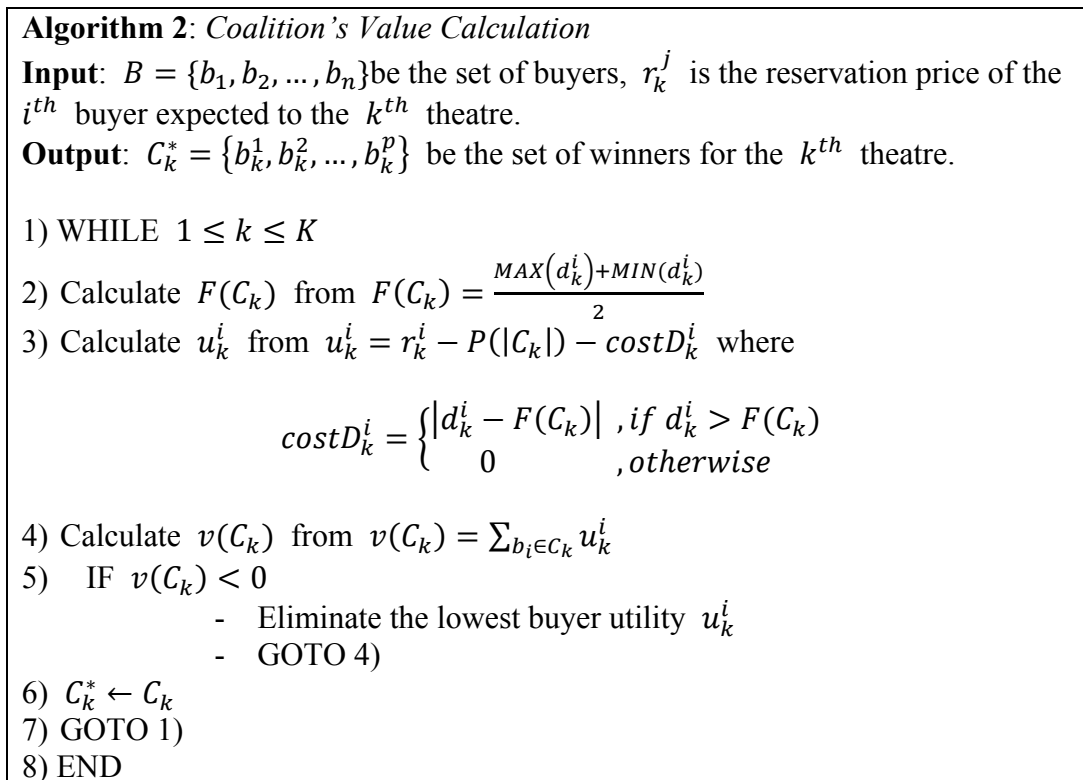 Algorithm 2: Coalition's Value Calculation
Input: B = {b₁, b₂, … , bₙ}be the set of buyers, r_k^j is the reservation price of the
i^th buyer expected to the k^th theatre.
Output: C_k^* = {b_k^1, b_k^2, … , b_k^p} be the set of winners for the k^th theatre.
1) WHILE 1 ≤ k ≤ K
2) Calculate F(C_k) from F(C_k) = (MAX(d_k^i)+MIN(d_k^i))/2
3) Calculate u_k^i from u_k^i = r_k^i − P(|C_k|) − costD_k^i where
costD_k^i = { |d_k^i − F(C_k)| , if d_k^i > F(C_k)
0 , otherwise
4) Calculate v(C_k) from v(C_k) = ∑_{b_i∈C_k} u_k^i
5) IF v(C_k) < 0
- Eliminate the lowest buyer utility u_k^i
- GOTO 4)
6) C_k^* ← C_k
7) GOTO 1)
8) END